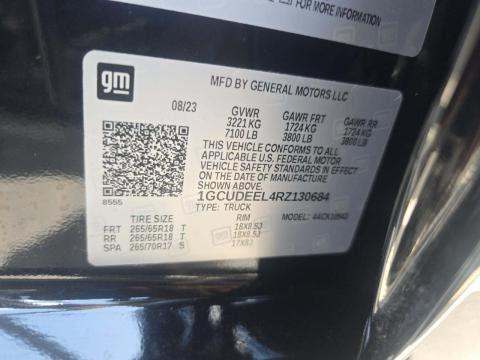 FOR MORE INFORMATION
gm
MFD BY GENERAL MOTORS LLC
08/23 GVWR GAWR FRT GAWR RR
3221 KG 1724 KG 1724 KG
7100 LB 3800 LB 3800 LB
THIS VEHICLE CONFORMS TO ALL
APPLICABLE U.S. FEDERAL MOTOR
VEHICLE SAFETY STANDARDS IN EFFECT
ON THE DATE OF MANUFACTURE SHOWN ABOVE.
1GCUDEEL4RZ130684
8555 TYPE: TRUCK MODEL:
TIRE SIZE RIM
FRT 265/65R18 T 18X8.5J
RR 265/65R18 T 18X8.5J
SPA 265/70R17 S 17X8J